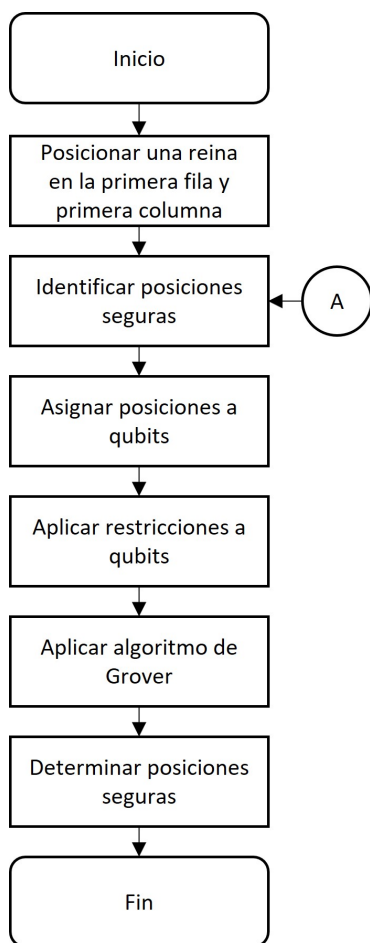 Inicio
Posicionar una reina
en la primera fila y
primera columna
Identificar posiciones
seguras
A
Asignar posiciones a
qubits
Aplicar restricciones a
qubits
Aplicar algoritmo de
Grover
Determinar posiciones
seguras
Fin